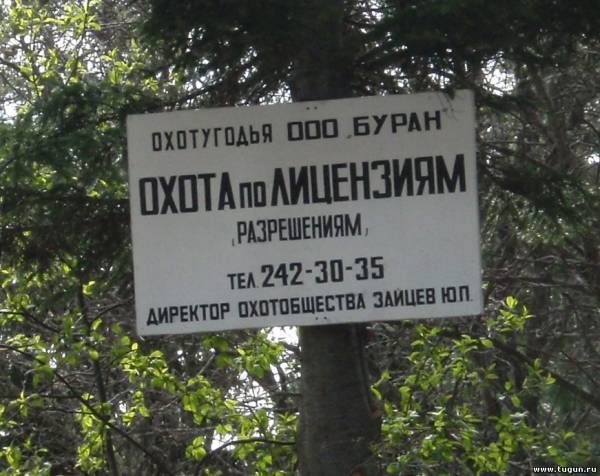 ОХОТУГОДЬЯ ООО "БУРАН"
ОХОТА ПО ЛИЦЕНЗИЯМ
(РАЗРЕШЕНИЯМ)
ТЕЛ. 242-30-35
ДИРЕКТОР ОХОТОБЩЕСТВА ЗАЙЦЕВ Ю.П.
www.tugun.ru